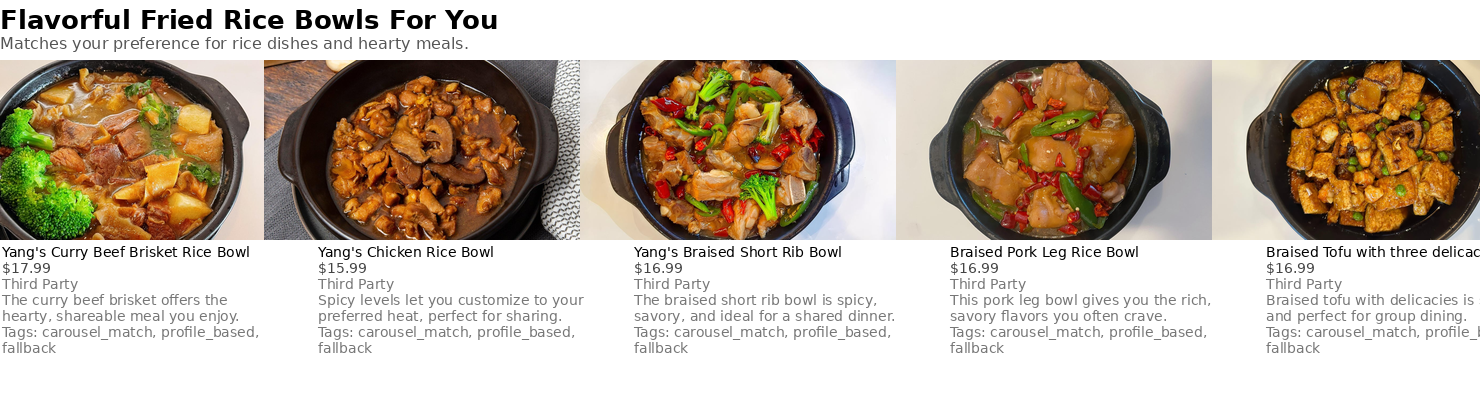 Flavorful Fried Rice Bowls For You
Matches your preference for rice dishes and hearty meals.
Yang's Curry Beef Brisket Rice Bowl
$17.99
Third Party
The curry beef brisket offers the
hearty, shareable meal you enjoy.
Tags: carousel_match, profile_based,
fallback
Yang's Chicken Rice Bowl
$15.99
Third Party
Spicy levels let you customize to your
preferred heat, perfect for sharing.
Tags: carousel_match, profile_based,
fallback
Yang's Braised Short Rib Bowl
$16.99
Third Party
The braised short rib bowl is spicy,
savory, and ideal for a shared dinner.
Tags: carousel_match, profile_based,
fallback
Braised Pork Leg Rice Bowl
$16.99
Third Party
This pork leg bowl gives you the rich,
savory flavors you often crave.
Tags: carousel_match, profile_based,
fallback
Braised Tofu with three
$16.99
Third Party
Braised tofu with delicacies is
and perfect for group dining.
Tags: carousel_match,
fallback